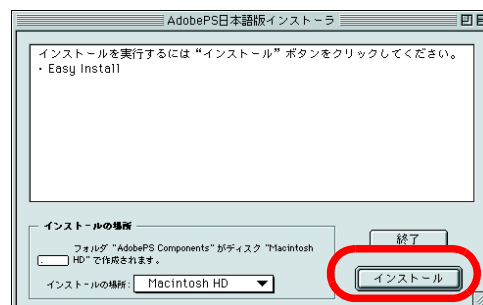 AdobePS日本語版インストーラ
インストールを実行するには“インストール”ボタンをクリックしてください。
・Easy Install
インストールの場所
フォルダ “AdobePS Components”がディスク “Macintosh
HD”で作成されます。
終了
インストールの場所: Macintosh HD
インストール